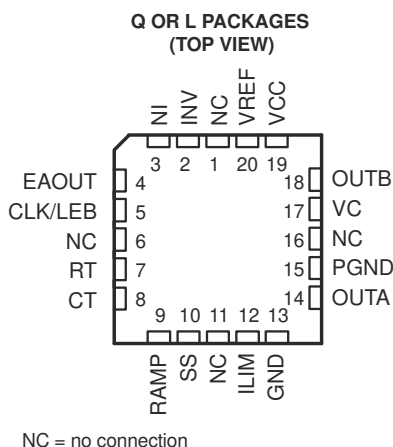 Q OR L PACKAGES
(TOP VIEW)
NI INV NC VREF VCC
3 2 1 20 19
EAOUT 4
CLK/LEB 5
NC 6
RT 7
CT 8
18 OUTB
17 VC
16 NC
15 PGND
14 OUTA
9 10 11 12 13
RAMP SS NC ILIM GND
NC = no connection